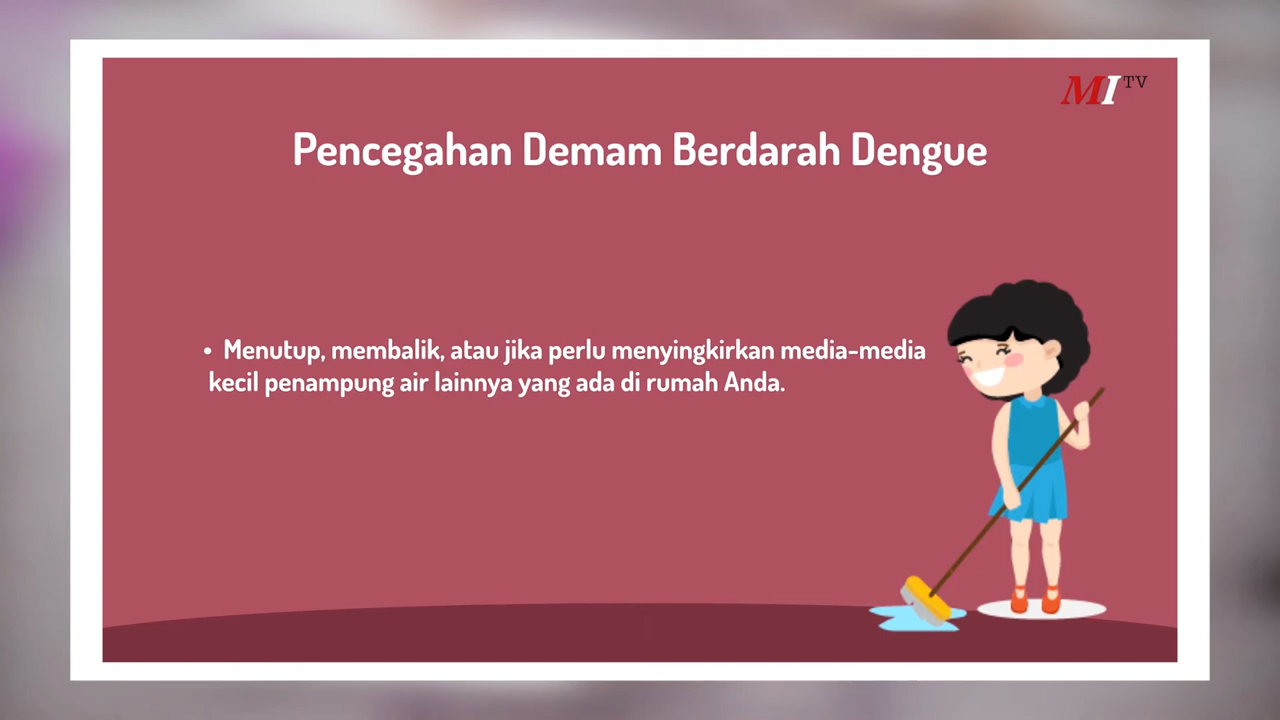 MI TV
Pencegahan Demam Berdarah Dengue
• Menutup, membalik, atau jika perlu menyingkirkan media-media
kecil penampung air lainnya yang ada di rumah Anda.